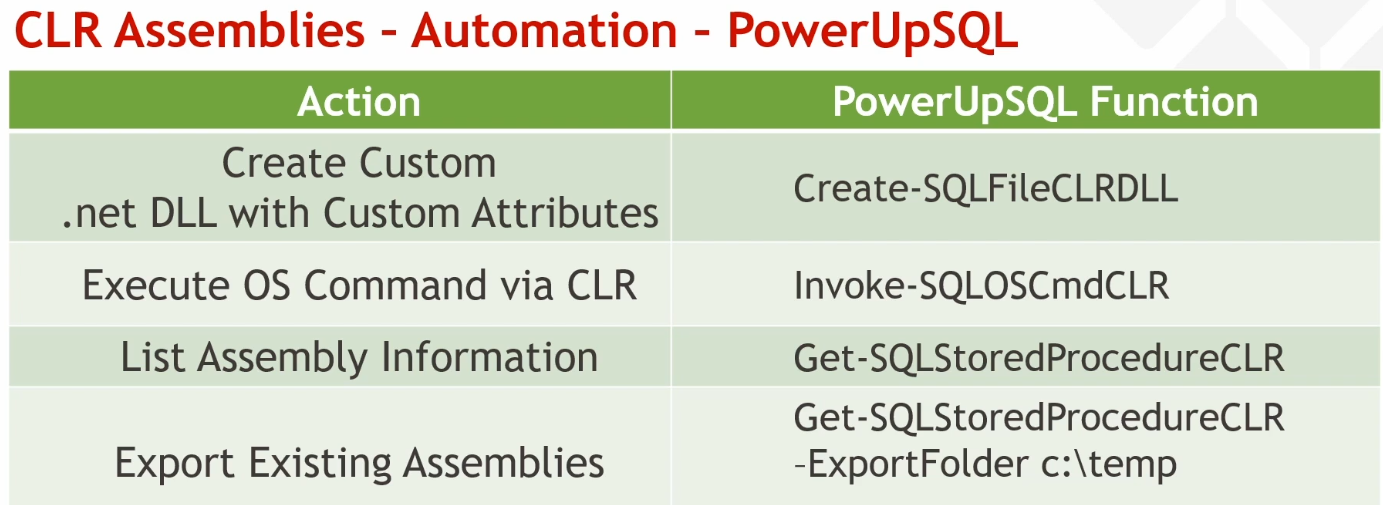 CLR Assemblies – Automation – PowerUpSQL
Action
PowerUpSQL Function
Create Custom
.net DLL with Custom Attributes
Create-SQLFileCLRDLL
Execute OS Command via CLR
Invoke-SQLOSCmdCLR
List Assembly Information
Get-SQLStoredProcedureCLR
Export Existing Assemblies
Get-SQLStoredProcedureCLR
–ExportFolder c:\temp